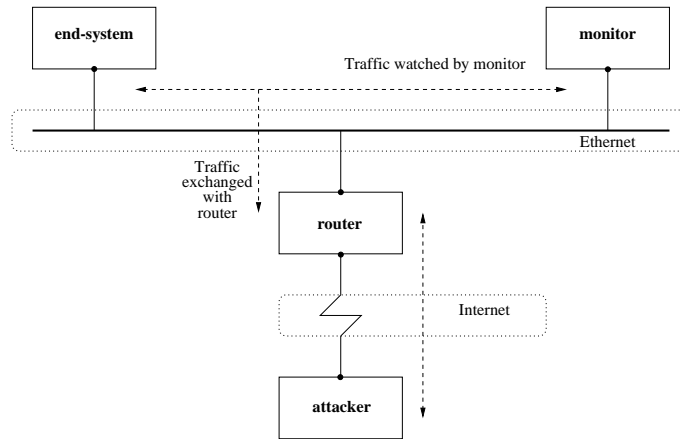 end-system
monitor
Traffic watched by monitor
Ethernet
Traffic
exchanged
with
router
router
Internet
attacker